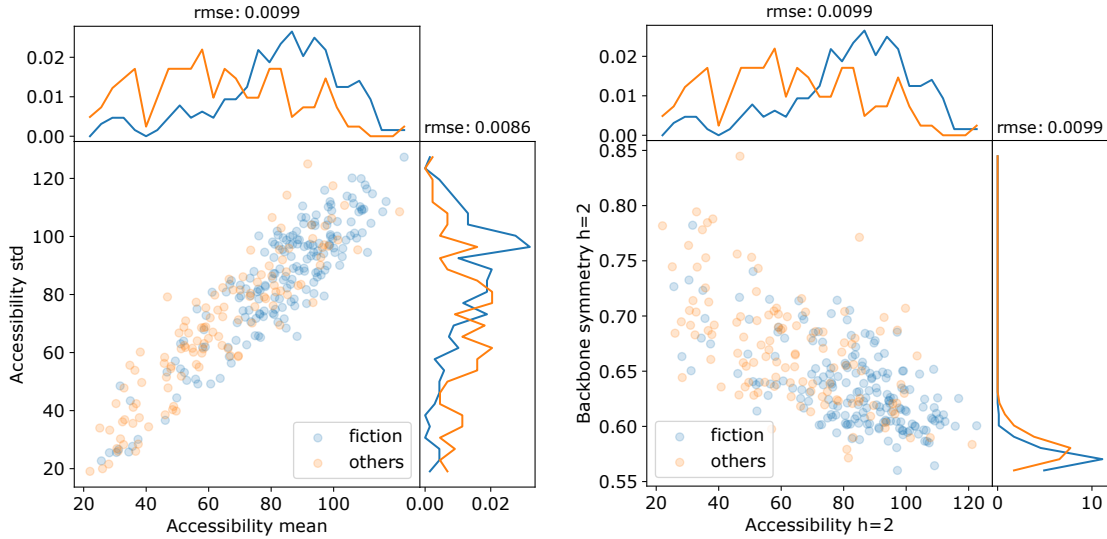 rmse: 0.0099
0.02
0.01
0.00
rmse: 0.0086
120
100
80
60
40
20
Accessibility std
fiction
others
20 40 60 80 100
0.00 0.02
Accessibility mean
rmse: 0.0099
0.02
0.01
0.00
rmse: 0.0099
0.85
0.80
0.75
0.70
0.65
0.60
0.55
Backbone symmetry h=2
fiction
others
20 40 60 80 100 120
0 10
Accessibility h=2